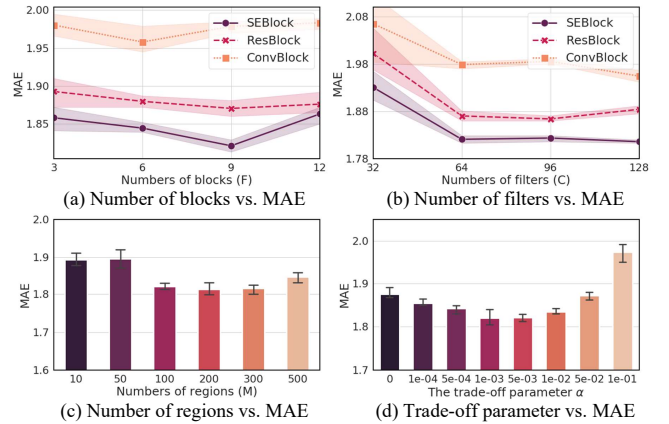 2.00
1.95
1.90
1.85
MAE
SEBlock
ResBlock
ConvBlock
3
6
9
12
Numbers of blocks (F)
(a) Number of blocks vs. MAE
2.08
1.98
1.88
1.78
MAE
SEBlock
ResBlock
ConvBlock
32
64
96
128
Numbers of filters (C)
(b) Number of filters vs. MAE
2.0
1.9
1.8
1.7
1.6
MAE
10
50
100
200
300
500
Numbers of regions (M)
(c) Number of regions vs. MAE
2.0
1.9
1.8
1.7
MAE
0
1e-04
5e-04
1e-03
5e-03
1e-02
5e-02
1e-01
The trade-off parameter α
(d) Trade-off parameter vs. MAE